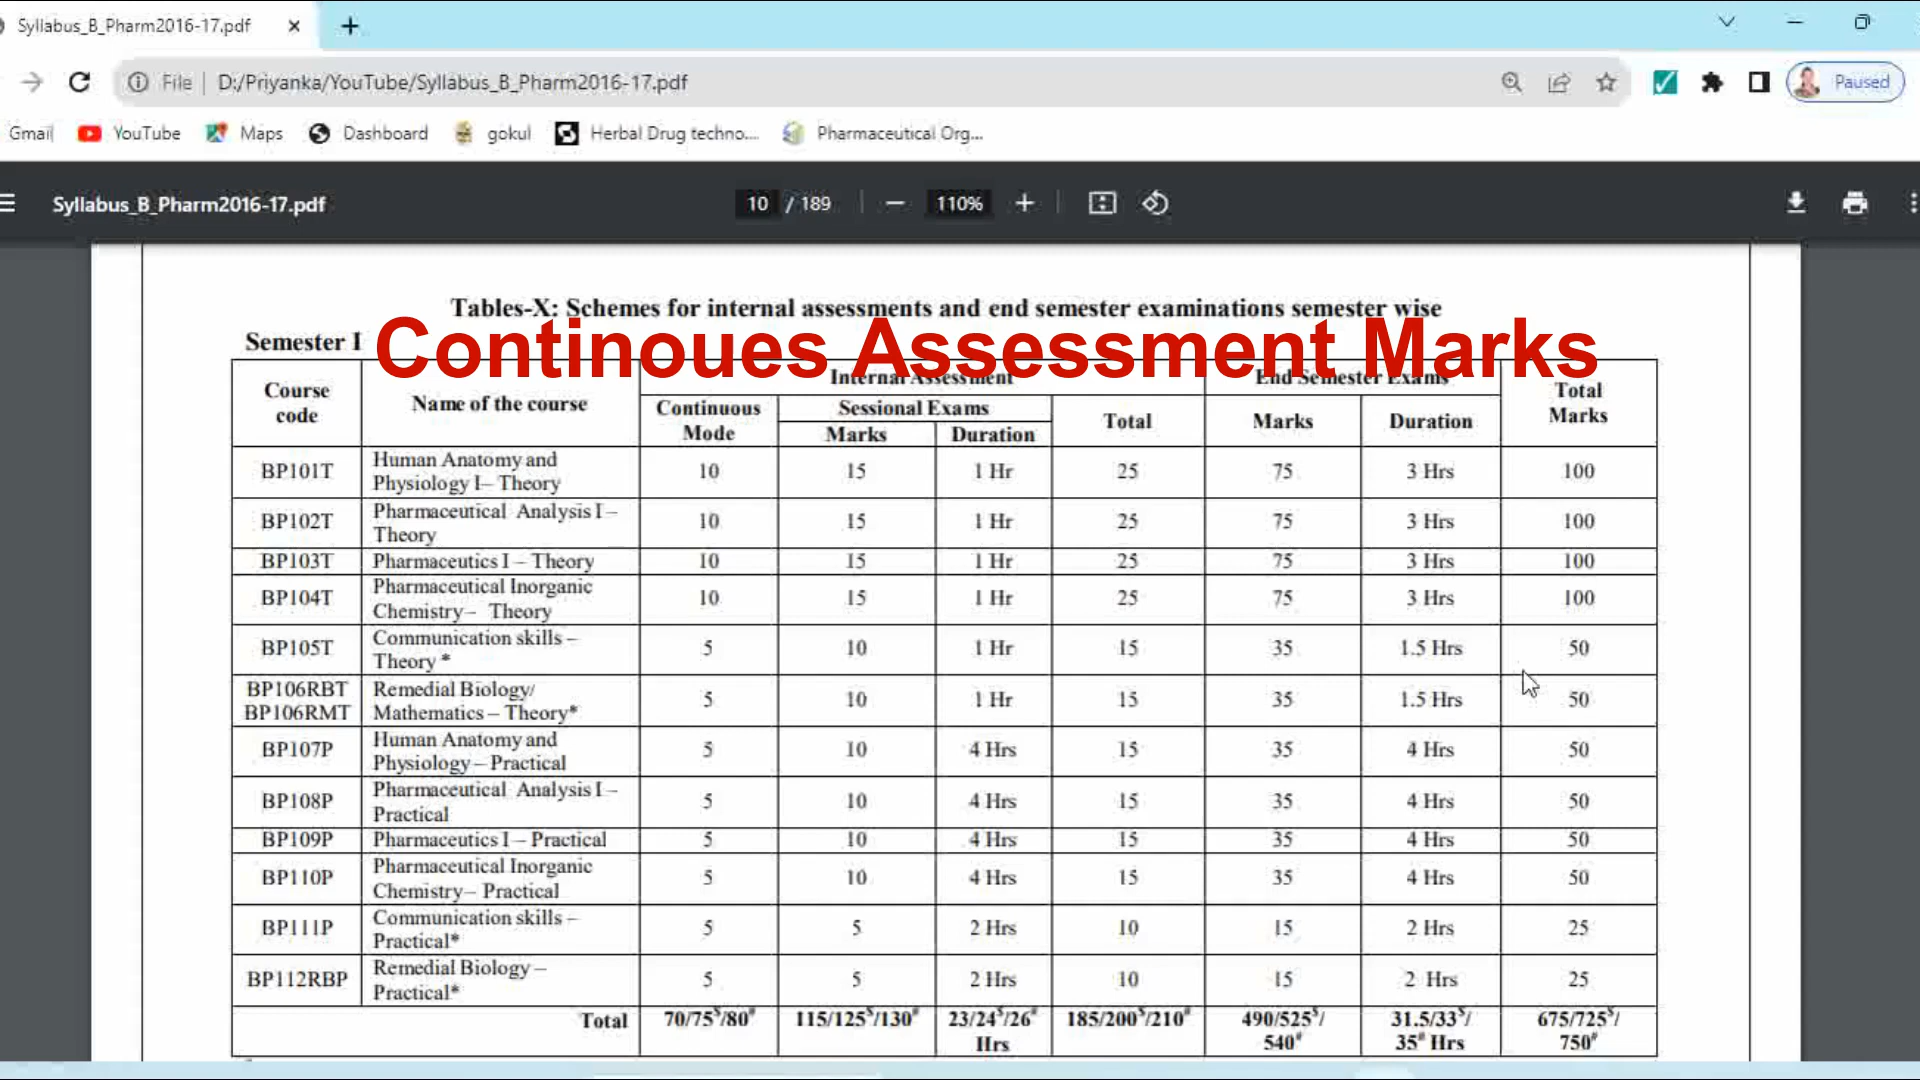 Syllabus_B_Pharm2016-17.pdf
File | D:/Priyanka/YouTube/Syllabus_B_Pharm2016-17.pdf Paused
Gmail YouTube Maps Dashboard gokul Herbal Drug techno.... Pharmaceutical Org...
Syllabus_B_Pharm2016-17.pdf 10 / 189 110%
Tables-X: Schemes for internal assessments and end semester examinations semester wise
Semester I
Continoues Assessment Marks
Course code Name of the course Internal Assessment End Semester Exams Total Marks
Continuous Mode Sessional Exams Total Marks Duration
Marks Duration
BP101T Human Anatomy and Physiology I– Theory 10 15 1 Hr 25 75 3 Hrs 100
BP102T Pharmaceutical Analysis I – Theory 10 15 1 Hr 25 75 3 Hrs 100
BP103T Pharmaceutics I – Theory 10 15 1 Hr 25 75 3 Hrs 100
BP104T Pharmaceutical Inorganic Chemistry – Theory 10 15 1 Hr 25 75 3 Hrs 100
BP105T Communication skills – Theory * 5 10 1 Hr 15 35 1.5 Hrs 50
BP106RBT BP106RMT Remedial Biology/ Mathematics – Theory* 5 10 1 Hr 15 35 1.5 Hrs 50
BP107P Human Anatomy and Physiology – Practical 5 10 4 Hrs 15 35 4 Hrs 50
BP108P Pharmaceutical Analysis I – Practical 5 10 4 Hrs 15 35 4 Hrs 50
BP109P Pharmaceutics I – Practical 5 10 4 Hrs 15 35 4 Hrs 50
BP110P Pharmaceutical Inorganic Chemistry – Practical 5 10 4 Hrs 15 35 4 Hrs 50
BP111P Communication skills – Practical* 5 5 2 Hrs 10 15 2 Hrs 25
BP112RBP Remedial Biology – Practical* 5 5 2 Hrs 10 15 2 Hrs 25
Total 70/75$/80# 115/125$/130# 23/24$/26# Hrs 185/200$/210# 490/525$/ 540# 31.5/33$/ 35# Hrs 675/725$/ 750#